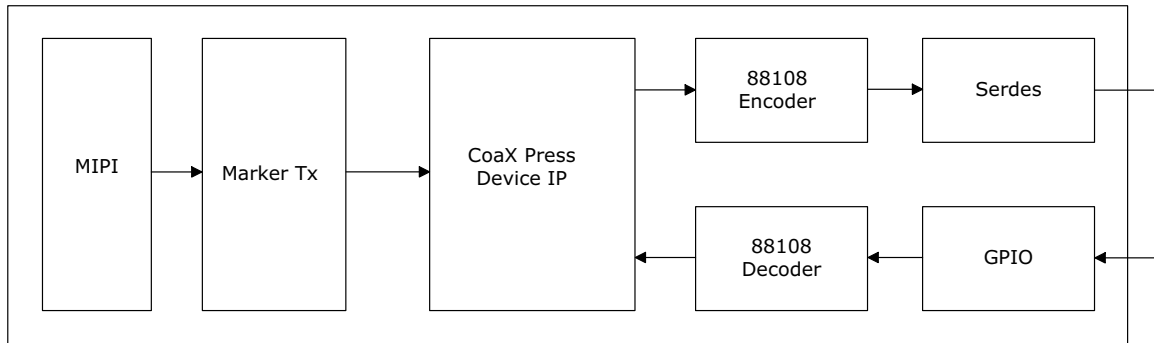 MIPI
Marker Tx
CoaX Press
Device IP
88108
Encoder
Serdes
88108
Decoder
GPIO